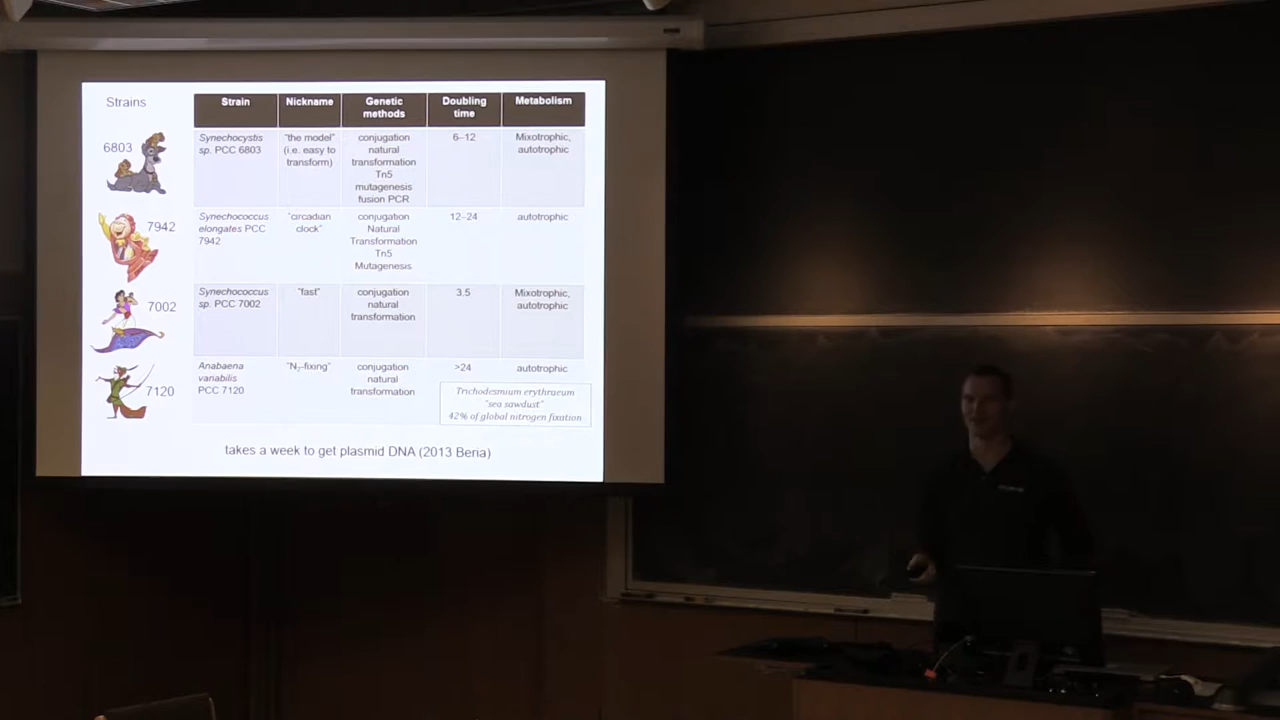 Strains
Strain
Nickname
Genetic
methods
Doubling
time
Metabolism
6803
Synechocystis
sp. PCC 6803
"the model"
(i.e. easy to
transform)
conjugation
natural
transformation
Tn5
mutagenesis
fusion PCR
6–12
Mixotrophic,
autotrophic
7942
Synechococcus
elongates PCC
7942
"circadian
clock"
conjugation
Natural
Transformation
Tn5
Mutagenesis
12–24
autotrophic
7002
Synechococcus
sp. PCC 7002
"fast"
conjugation
natural
transformation
3.5
Mixotrophic,
autotrophic
7120
Anabaena
variabilis
PCC 7120
"N2-fixing"
conjugation
natural
transformation
>24
autotrophic
Trichodesmium erythraeum
"sea sawdust"
42% of global nitrogen fixation
takes a week to get plasmid DNA (2013 Berla)